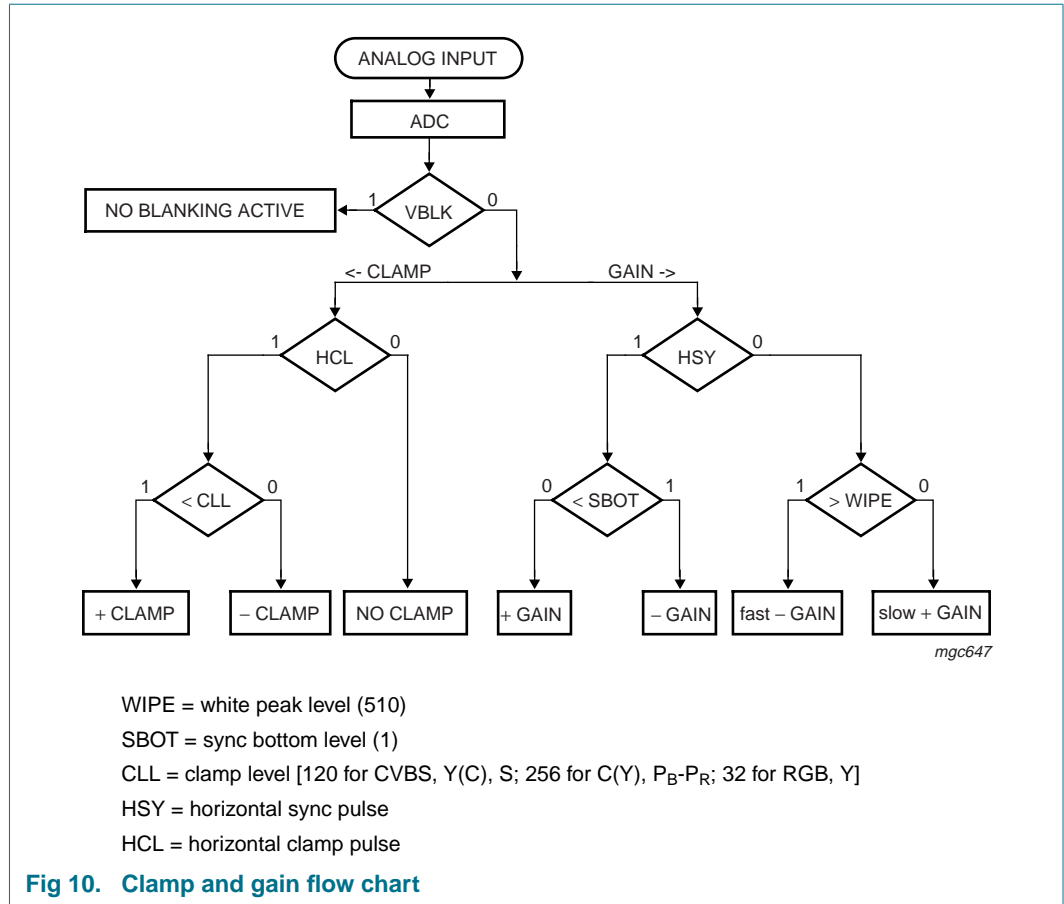 ANALOG INPUT
ADC
1 VBLK 0
NO BLANKING ACTIVE
<- CLAMP GAIN ->
1 HCL 0
1 HSY 0
1 < CLL 0
0 < SBOT 1
1 > WIPE 0
+ CLAMP
− CLAMP
NO CLAMP
+ GAIN
− GAIN
fast − GAIN
slow + GAIN
mgc647
WIPE = white peak level (510)
SBOT = sync bottom level (1)
CLL = clamp level [120 for CVBS, Y(C), S; 256 for C(Y), PB-PR; 32 for RGB, Y]
HSY = horizontal sync pulse
HCL = horizontal clamp pulse
Fig 10. Clamp and gain flow chart